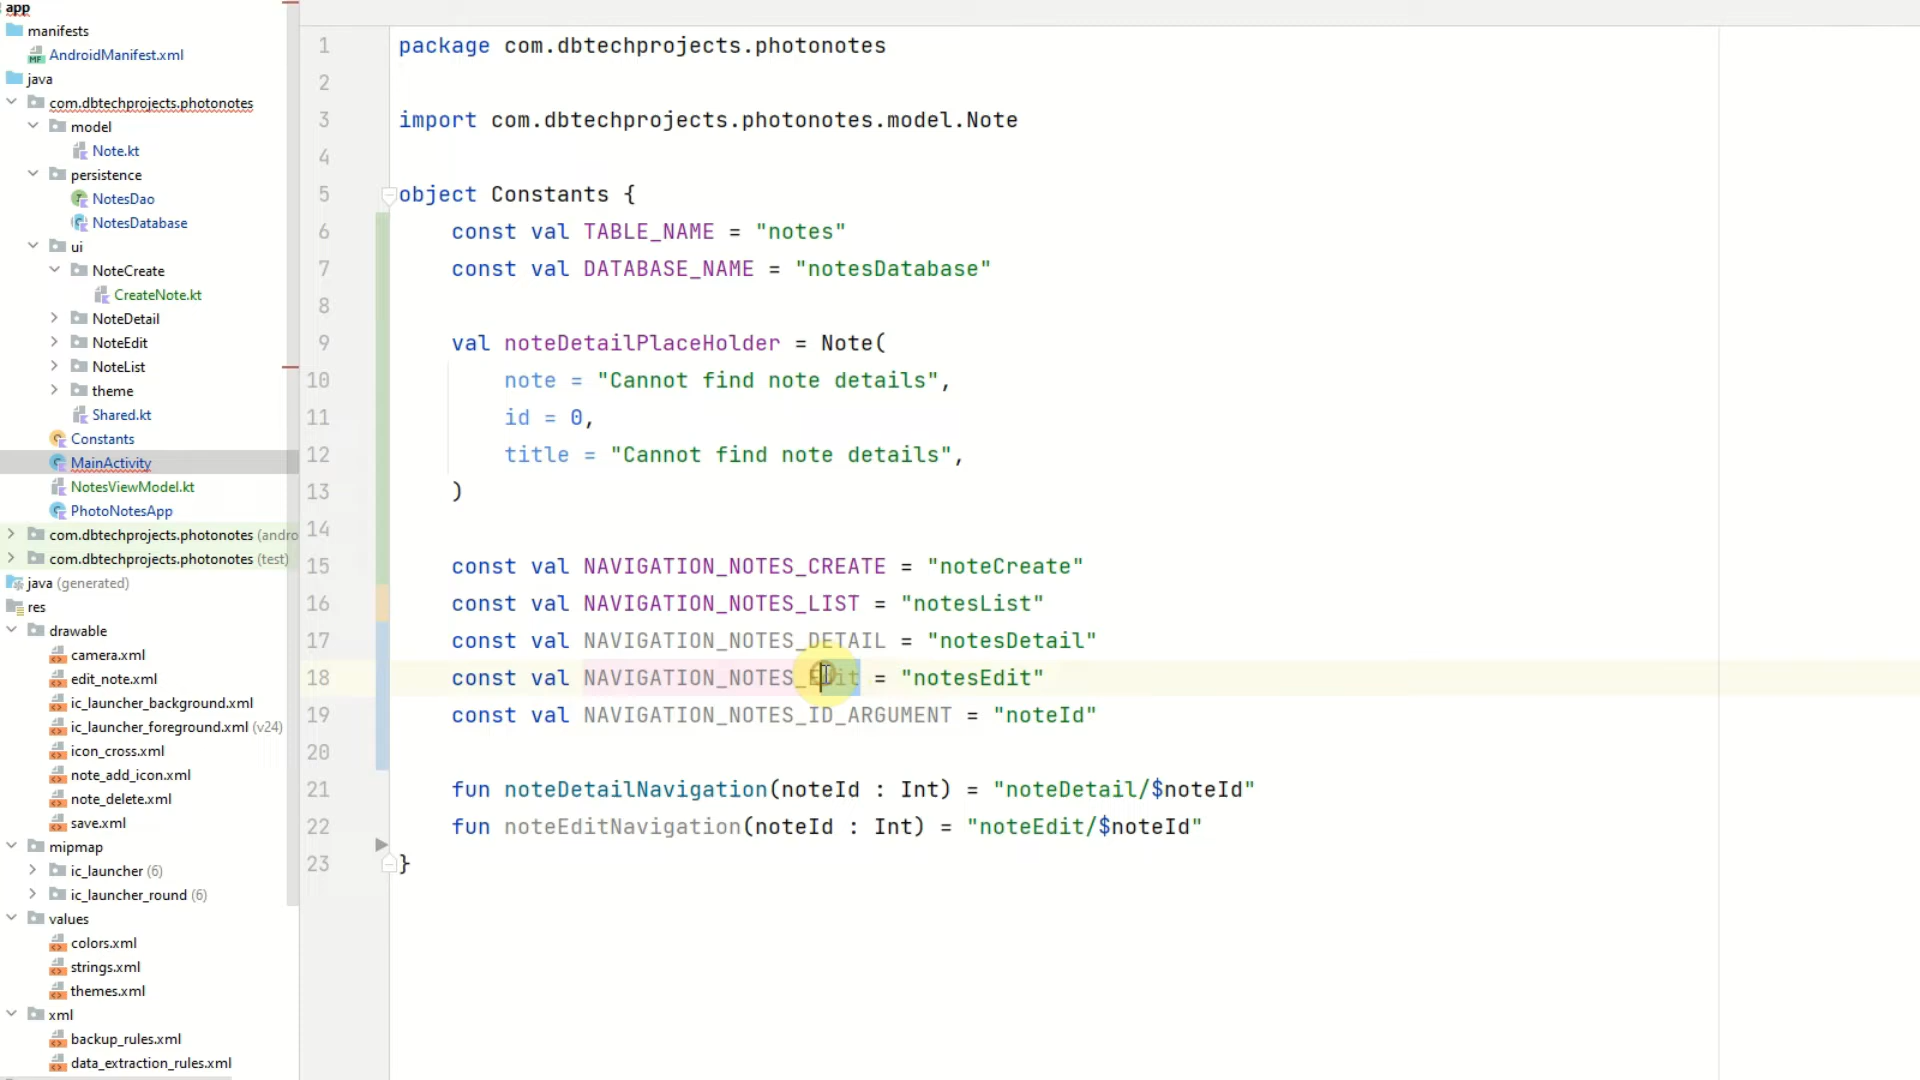 app
manifests
AndroidManifest.xml
java
com.dbtechprojects.photonotes
model
Note.kt
persistence
NotesDao
NotesDatabase
ui
NoteCreate
CreateNote.kt
NoteDetail
NoteEdit
NoteList
theme
Shared.kt
Constants
MainActivity
NotesViewModel.kt
PhotoNotesApp
com.dbtechprojects.photonotes (andro
com.dbtechprojects.photonotes (test)
java (generated)
res
drawable
camera.xml
edit_note.xml
ic_launcher_background.xml
ic_launcher_foreground.xml (v24)
icon_cross.xml
note_add_icon.xml
note_delete.xml
save.xml
mipmap
ic_launcher (6)
ic_launcher_round (6)
values
colors.xml
strings.xml
themes.xml
xml
backup_rules.xml
data_extraction_rules.xml
1 package com.dbtechprojects.photonotes
2
3 import com.dbtechprojects.photonotes.model.Note
4
5 object Constants {
6 const val TABLE_NAME = "notes"
7 const val DATABASE_NAME = "notesDatabase"
8
9 val noteDetailPlaceHolder = Note(
10 note = "Cannot find note details",
11 id = 0,
12 title = "Cannot find note details",
13 )
14
15 const val NAVIGATION_NOTES_CREATE = "noteCreate"
16 const val NAVIGATION_NOTES_LIST = "notesList"
17 const val NAVIGATION_NOTES_DETAIL = "notesDetail"
18 const val NAVIGATION_NOTES_Edit = "notesEdit"
19 const val NAVIGATION_NOTES_ID_ARGUMENT = "noteId"
20
21 fun noteDetailNavigation(noteId : Int) = "noteDetail/$noteId"
22 fun noteEditNavigation(noteId : Int) = "noteEdit/$noteId"
23 }